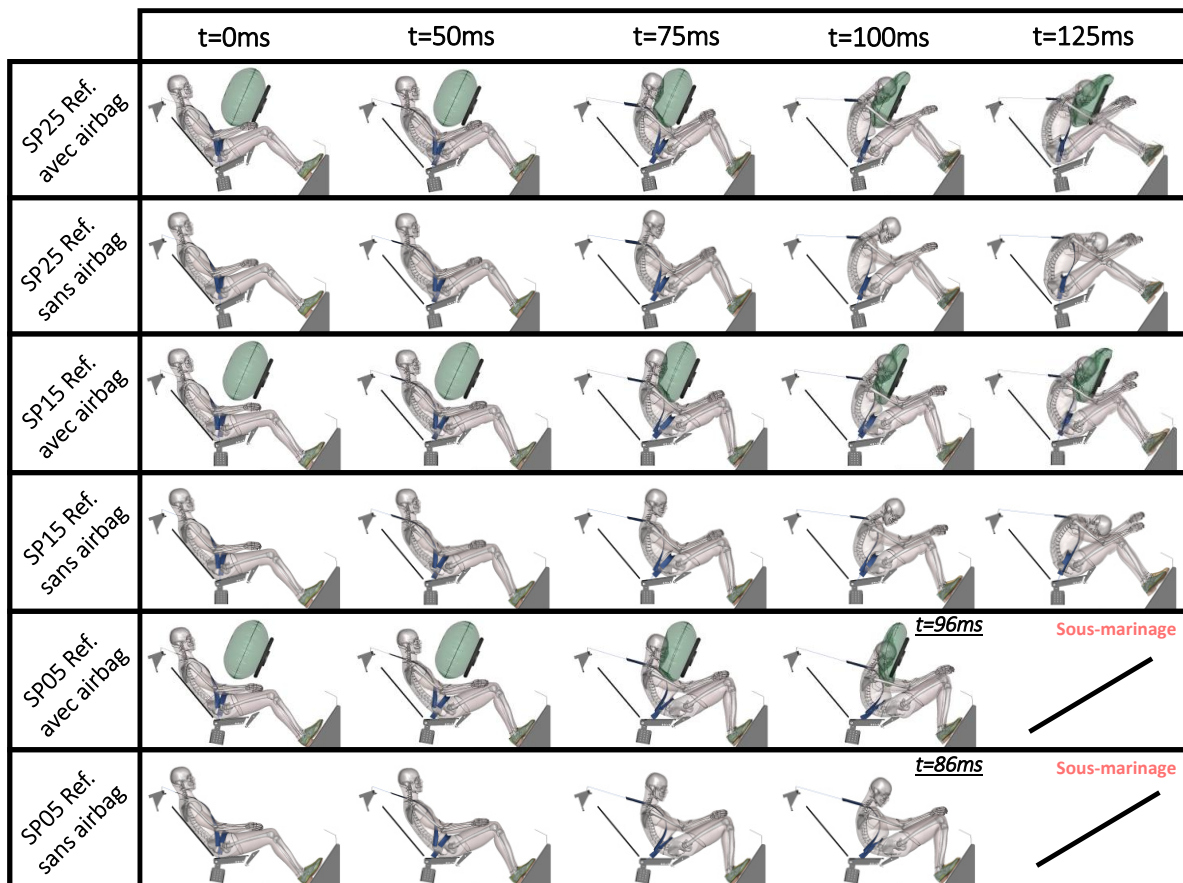 t=0ms
t=50ms
t=75ms
t=100ms
t=125ms
SP25 Ref.
avec airbag
SP25 Ref.
sans airbag
SP15 Ref.
avec airbag
SP15 Ref.
sans airbag
SP05 Ref.
avec airbag
t=96ms
Sous-marinage
SP05 Ref.
sans airbag
t=86ms
Sous-marinage